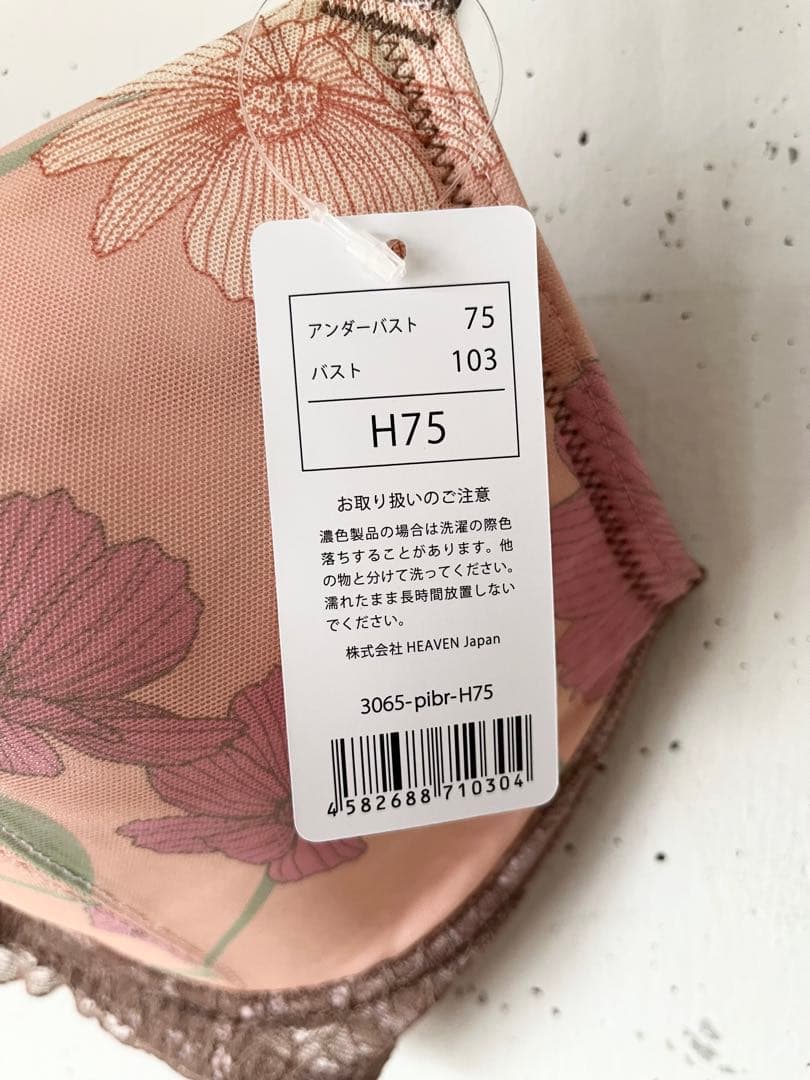 アンダーバスト 75
バスト 103
H75
お取り扱いのご注意
濃色製品の場合は洗濯の際色
落ちすることがあります。他
の物と分けて洗ってください。
濡れたまま長時間放置しない
でください。
株式会社 HEAVEN Japan
3065-pibr-H75
4582688710304